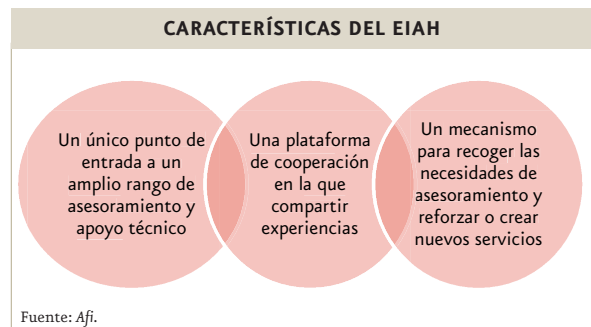 CARACTERÍSTICAS DEL EIAH
Un único punto de
entrada a un
amplio rango de
asesoramiento y
apoyo técnico
Una plataforma
de cooperación
en la que
compartir
experiencias
Un mecanismo
para recoger las
necesidades de
asesoramiento y
reforzar o crear
nuevos servicios
Fuente: Afi.